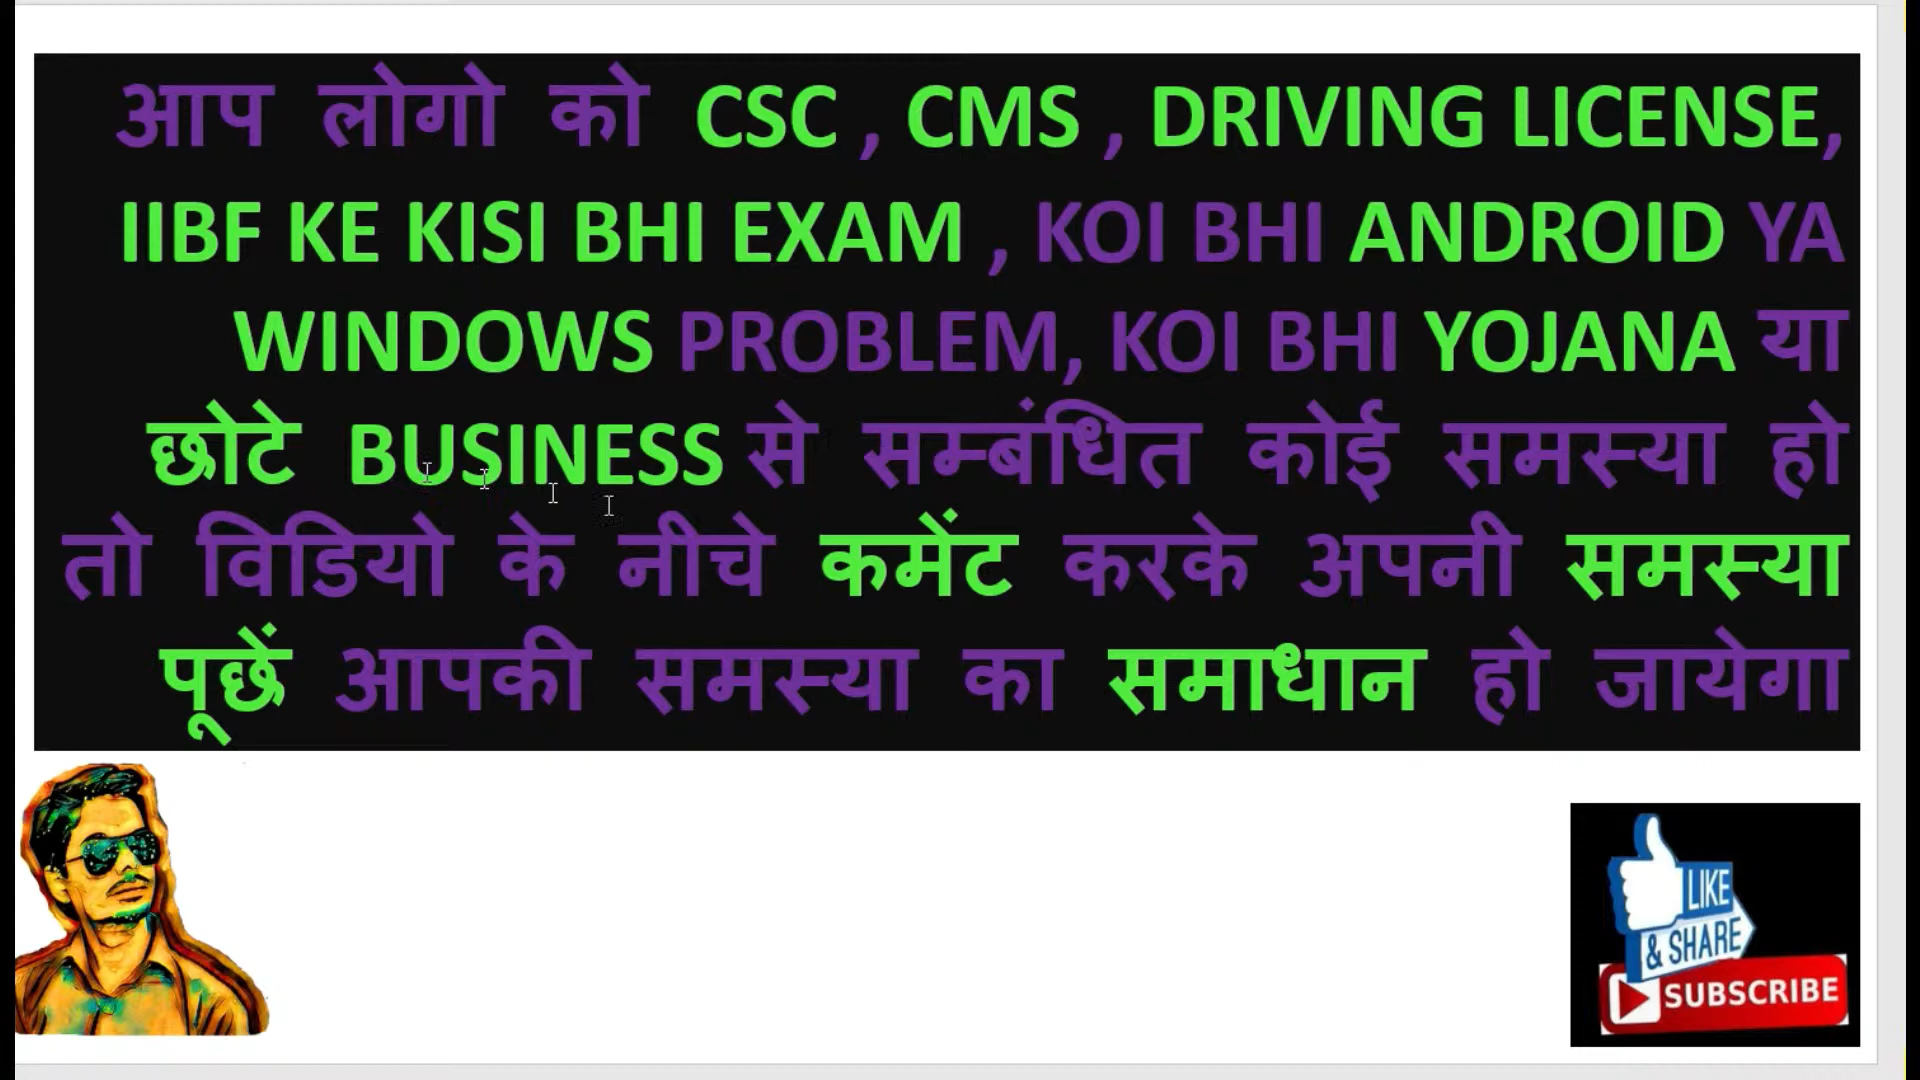 आप लोगो को CSC , CMS , DRIVING LICENSE,
IIBF KE KISI BHI EXAM , KOI BHI ANDROID YA
WINDOWS PROBLEM, KOI BHI YOJANA या
छोटे BUSINESS से सम्बंधित कोई समस्या हो
तो विडियो के नीचे कमेंट करके अपनी समस्या
पूछें आपकी समस्या का समाधान हो जायेगा
LIKE
& SHARE
SUBSCRIBE